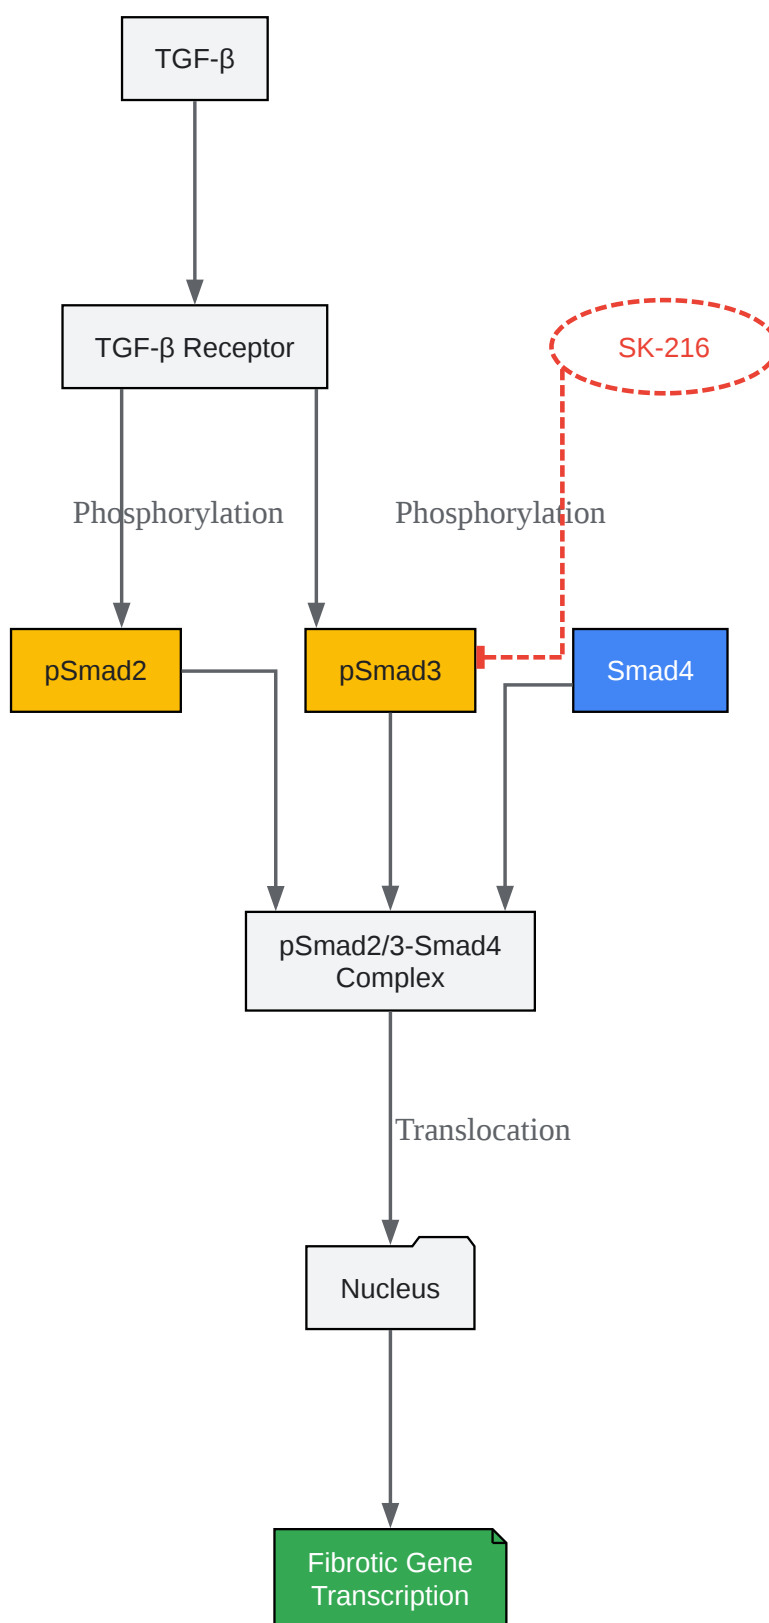 TGF-β
TGF-β Receptor
SK-216
Phosphorylation
Phosphorylation
pSmad2
pSmad3
Smad4
pSmad2/3-Smad4
Complex
Translocation
Nucleus
Fibrotic Gene
Transcription